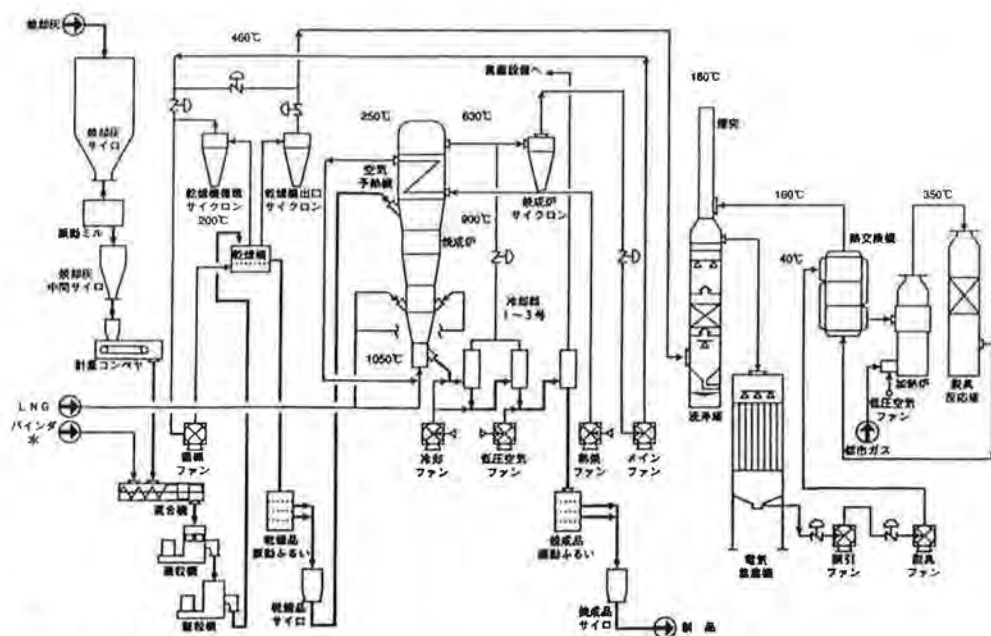 焼却灰
焼却灰
サイロ
振動ミル
焼却灰
中間サイロ
計量コンベヤ
LNG
バインダ
水
混合機
造粒機
整粒機
460℃
乾燥機循環
サイクロン
200℃
乾燥機出口
サイクロン
乾燥機
循環
ファン
乾燥品
振動ふるい
乾燥品
サイロ
250℃
空気
予熱機
630℃
焼成炉
900℃
1050℃
焼成炉
サイクロン
集塵設備へ
冷却器
1~3号
冷却
ファン
低圧空気
ファン
熱風
ファン
メイン
ファン
焼成品
振動ふるい
焼成品
サイロ
製品
180℃
煙突
洗浄塔
電気
集塵機
160℃
熱交換機
40℃
350℃
加熱炉
低圧空気
ファン
都市ガス
脱臭
反応塔
誘引
ファン
脱臭
ファン